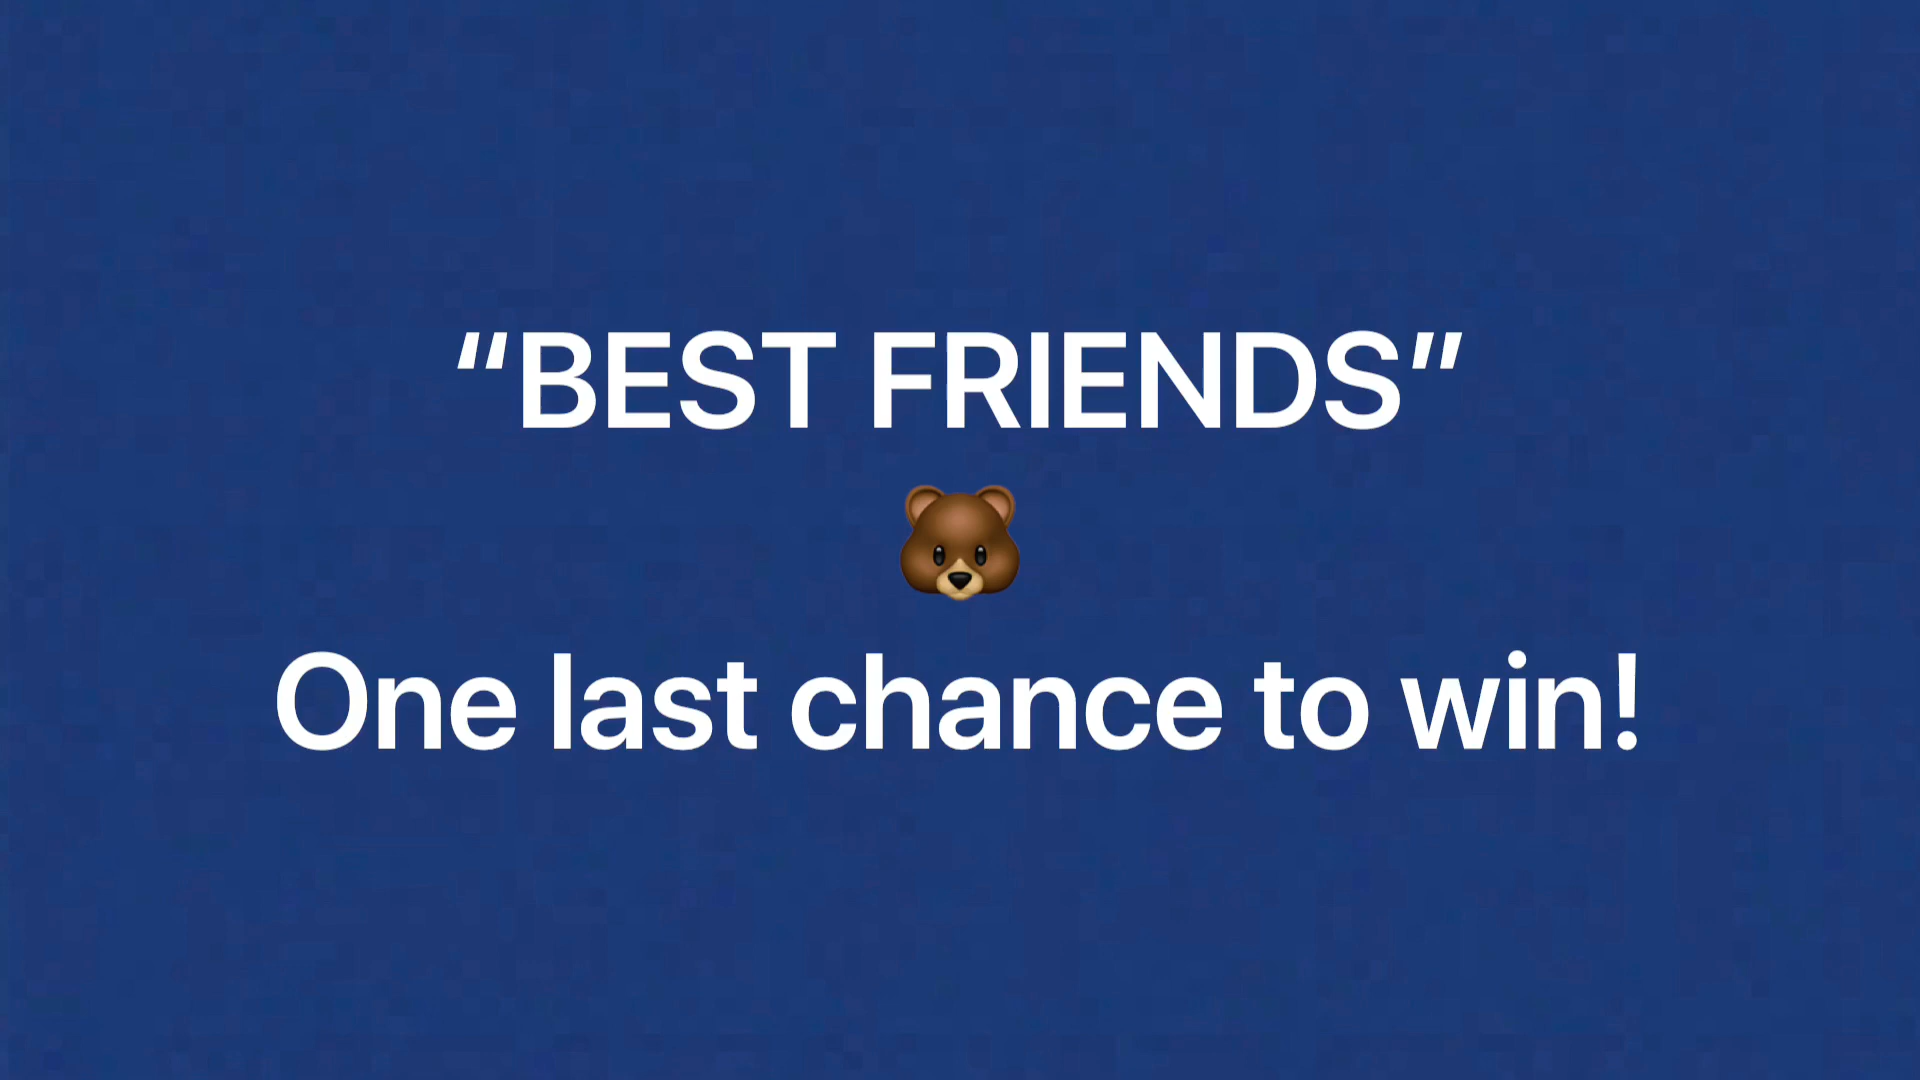 “BEST FRIENDS”
🐻
One last chance to win!